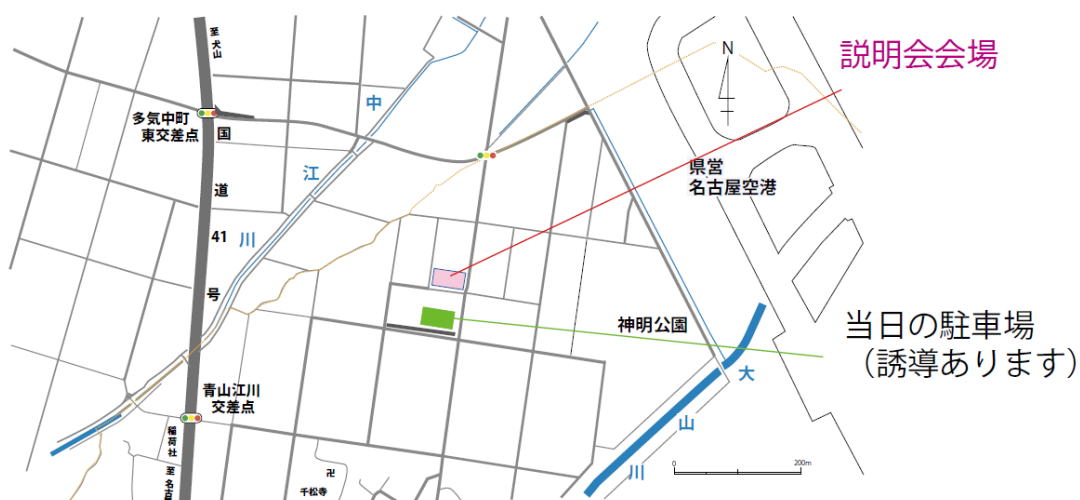 至 犬山
N
説明会会場
中
多気中町
東交差点
国
県営
名古屋空港
江
道
川
41
号
神明公園
当日の駐車場
（誘導あります）
大
青山江川
交差点
山
稲荷社
川
0
200m
卍
千松寺
至 名古